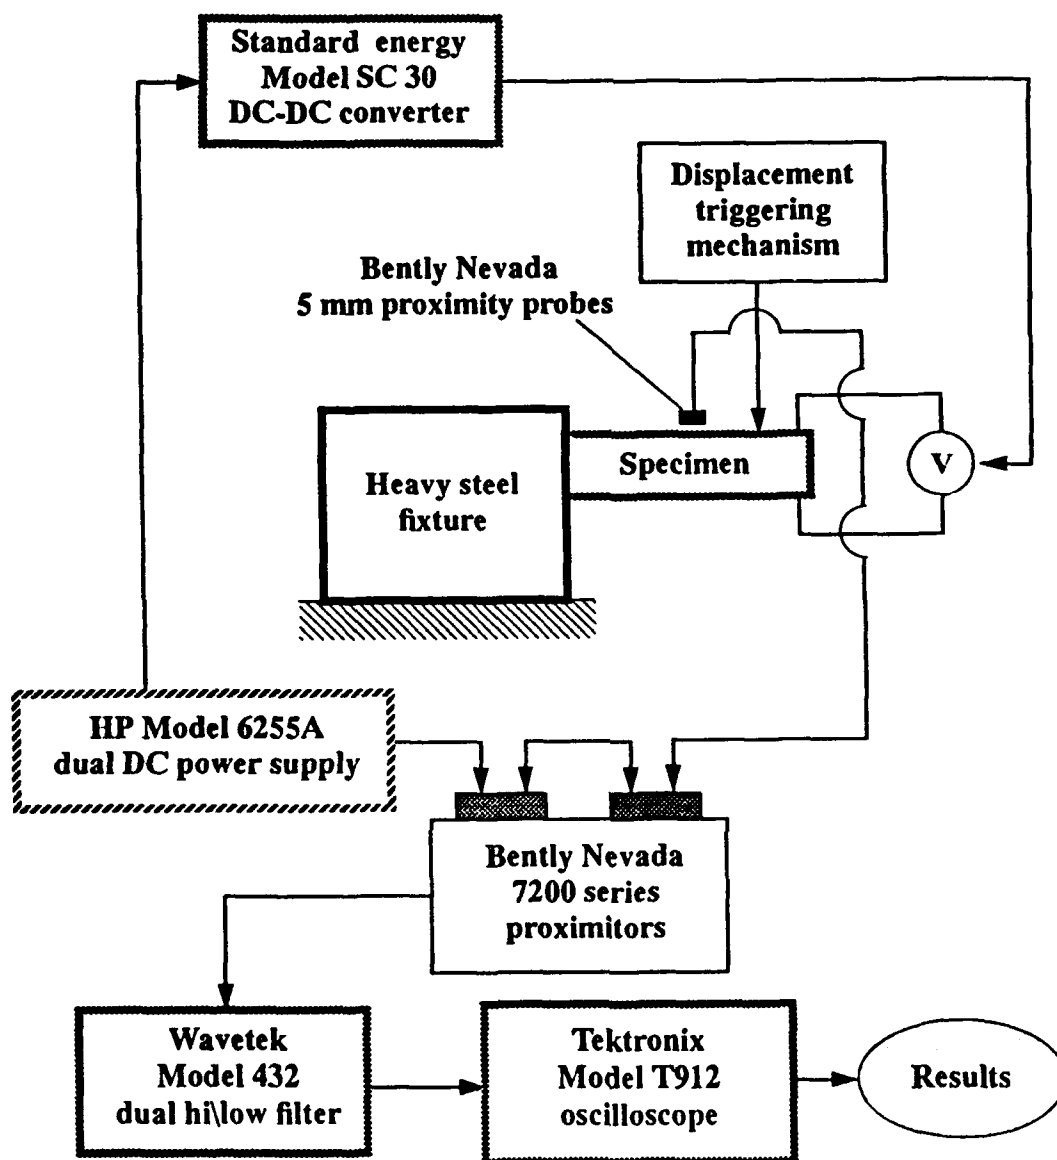 Standard energy
Model SC 30
DC-DC converter
Displacement
triggering
mechanism
Bently Nevada
5 mm proximity probes
Specimen
V
Heavy steel
fixture
HP Model 6255A
dual DC power supply
Bently Nevada
7200 series
proximitors
Wavetek
Model 432
dual hi\low filter
Tektronix
Model T912
oscilloscope
Results